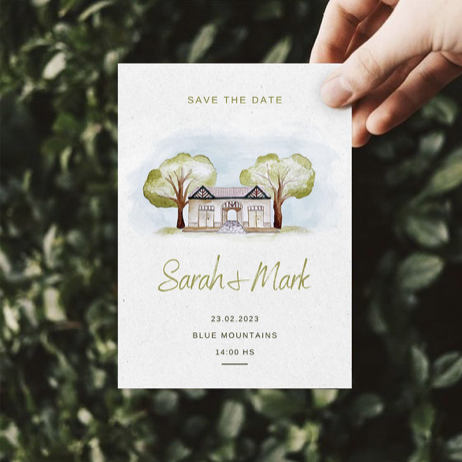 SAVE THE DATE
Sarah & Mark
23.02.2023
BLUE MOUNTAINS
14:00 HS